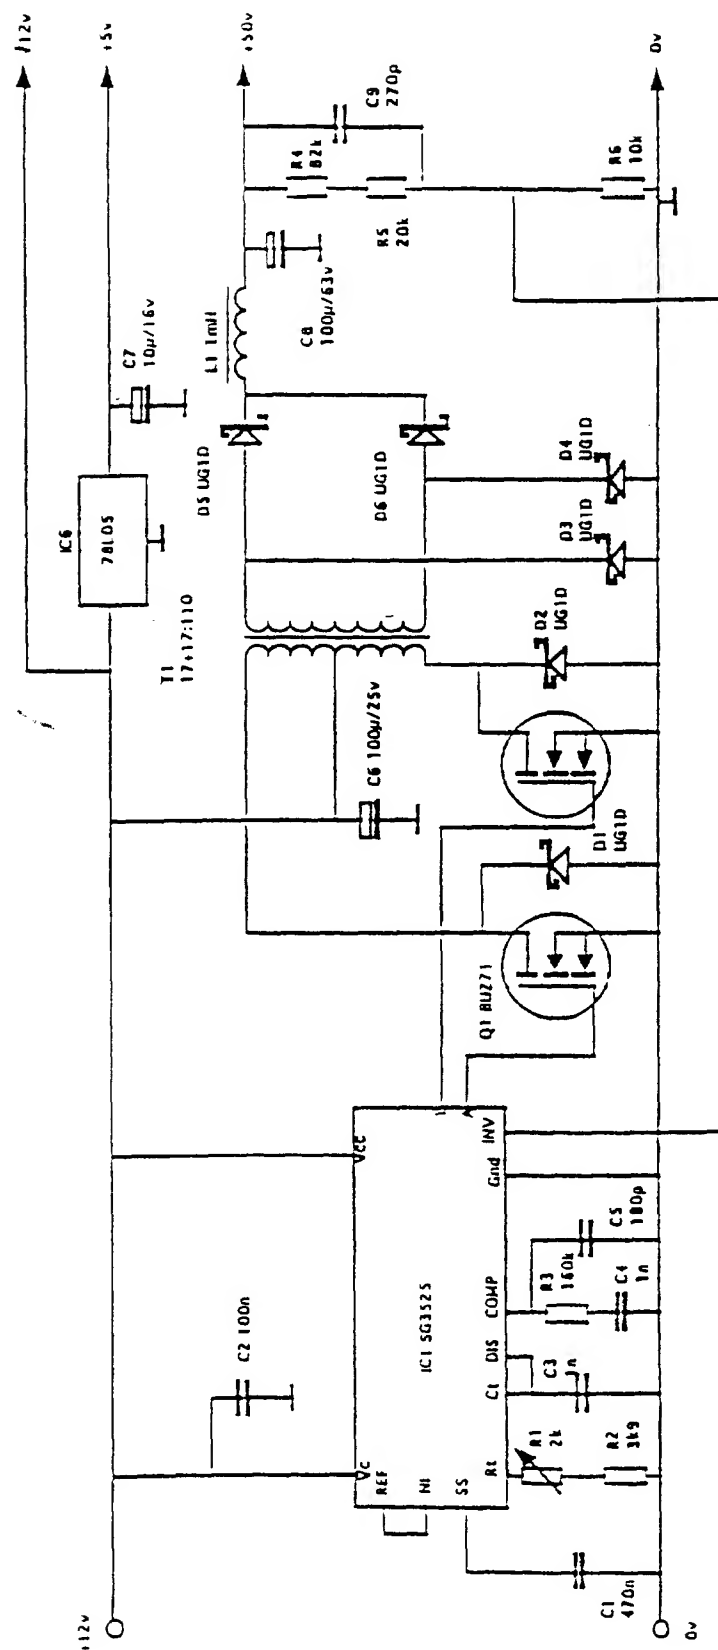 +12v
+5v
+50v
0v
C9
270p
R4
82k
R5
20k
R6
10k
C8
100µ/63v
L1 1mH
C7
10µ/16v
IC6
78L05
D5 UG1D
D6 UG1D
D4
UG1D
D3
UG1D
T1
17+17:110
D2
UG1D
C6 100µ/25v
D1
UG1D
Q1 BUZ71
IC1 SG3525
VCC
VC
REF
NI
SS
Rt
Ct
DIS
COMP
Gnd
INV
A
C2 100n
C5
180p
R3
160k
C4
1n
C3
1n
R1
2k
R2
3k9
C1
470n
+12v
0v